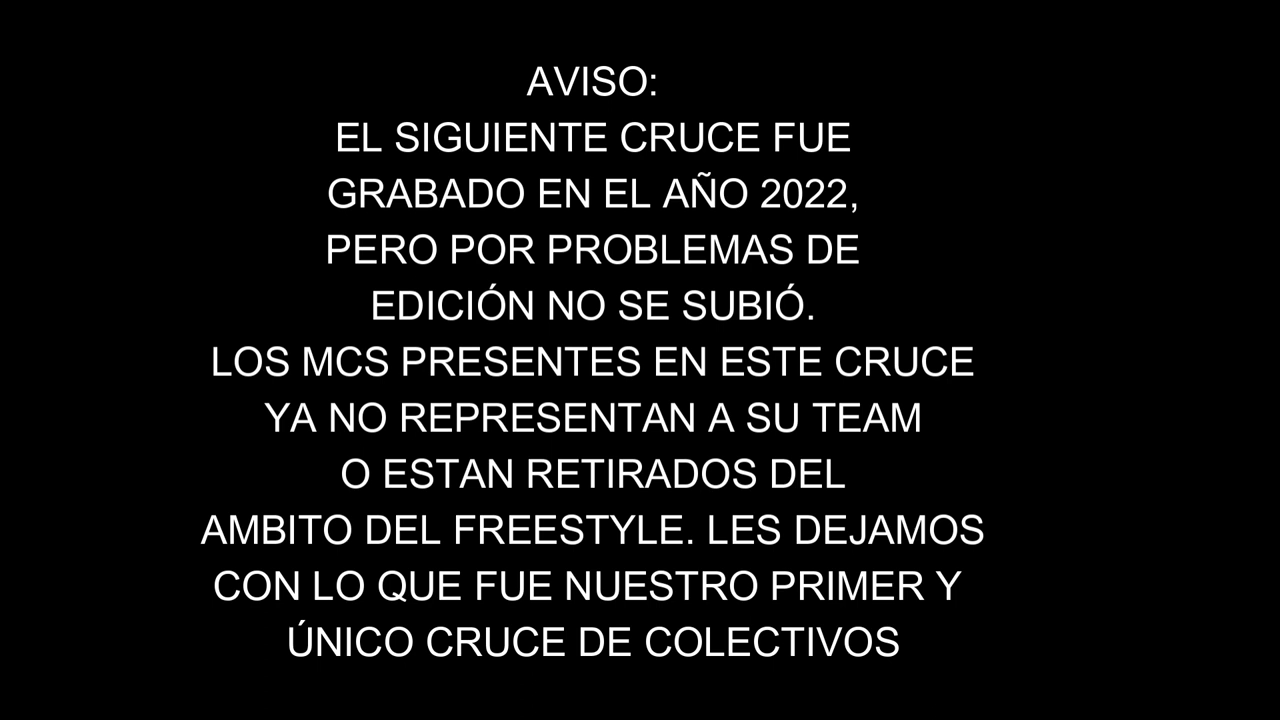 AVISO:
EL SIGUIENTE CRUCE FUE
GRABADO EN EL AÑO 2022,
PERO POR PROBLEMAS DE
EDICIÓN NO SE SUBIÓ.
LOS MCS PRESENTES EN ESTE CRUCE
YA NO REPRESENTAN A SU TEAM
O ESTAN RETIRADOS DEL
AMBITO DEL FREESTYLE. LES DEJAMOS
CON LO QUE FUE NUESTRO PRIMER Y
ÚNICO CRUCE DE COLECTIVOS